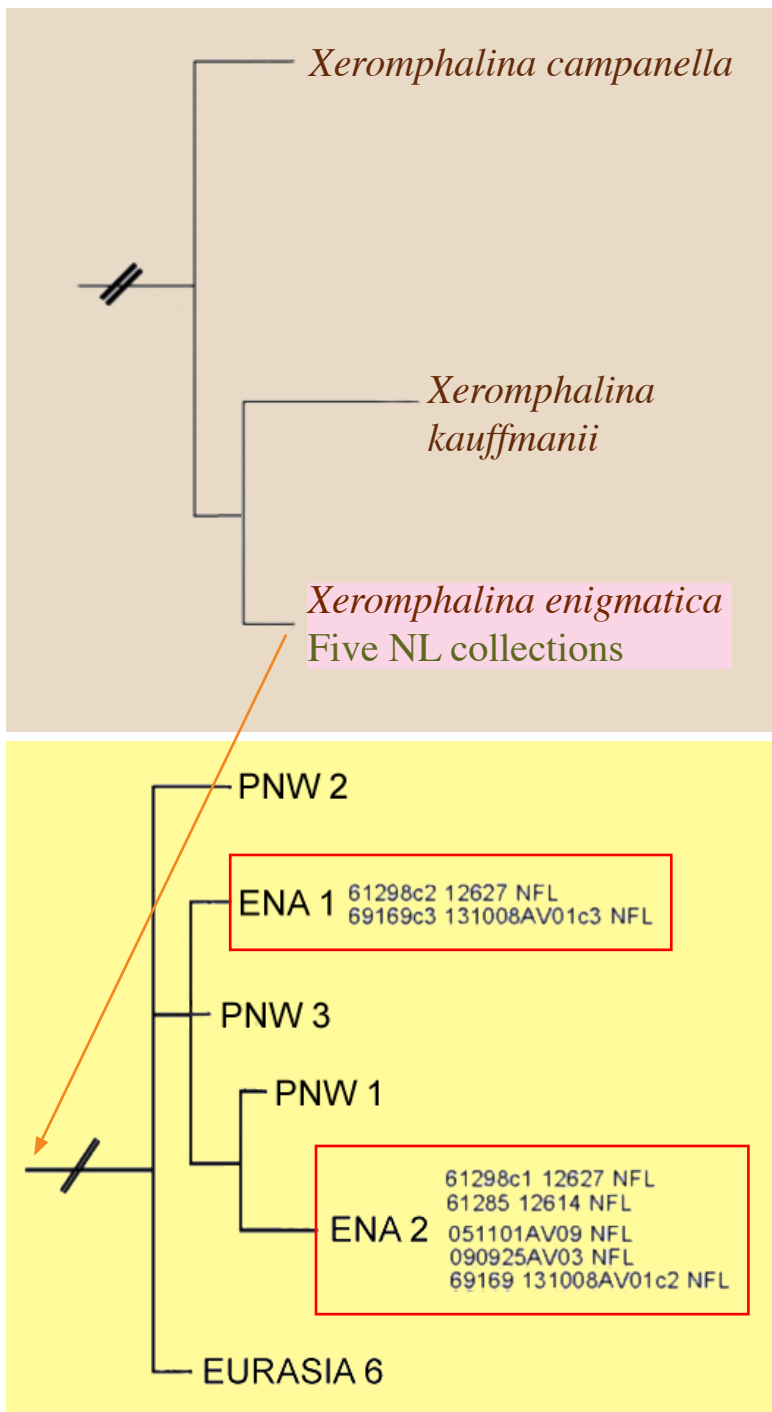 Xeromphalina campanella
Xeromphalina
kauffmanii
Xeromphalina enigmatica
Five NL collections
PNW 2
ENA 1
61298c2 12627 NFL
69169c3 131008AV01c3 NFL
PNW 3
PNW 1
ENA 2
61298c1 12627 NFL
61285 12614 NFL
051101AV09 NFL
090925AV03 NFL
69169 131008AV01c2 NFL
EURASIA 6